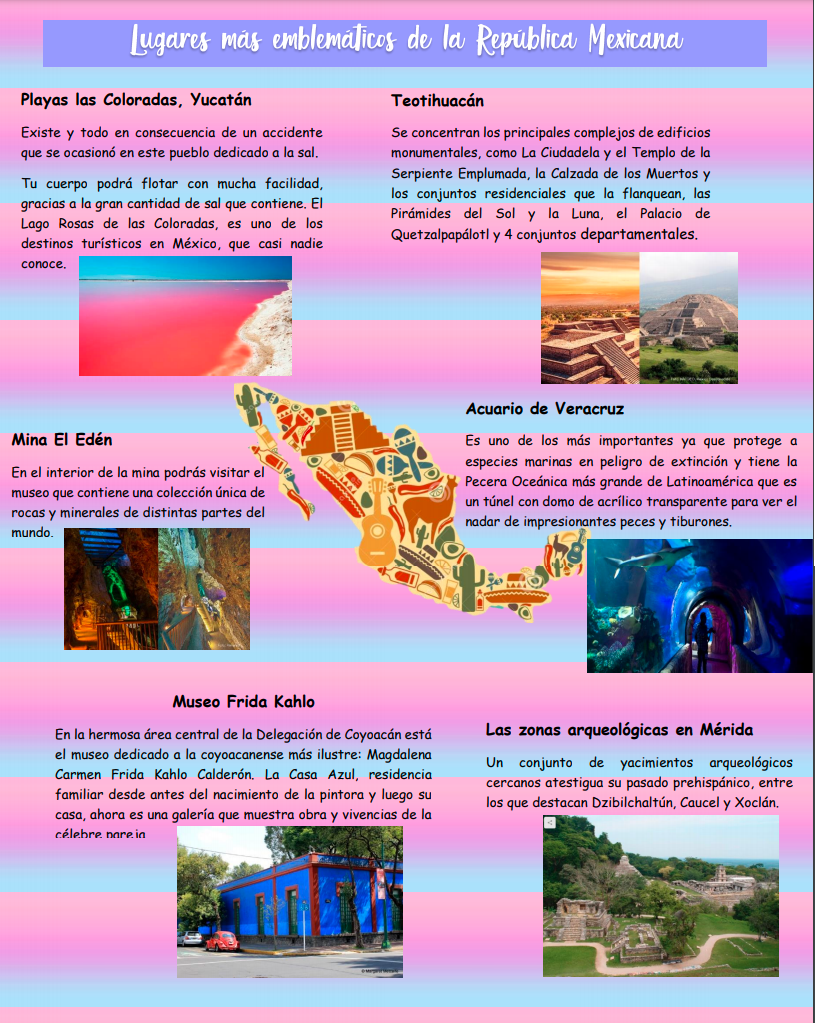 Lugares más emblemáticos de la República Mexicana
Playas las Coloradas, Yucatán
Existe y todo en consecuencia de un accidente
que se ocasionó en este pueblo dedicado a la sal.
Tu cuerpo podrá flotar con mucha facilidad,
gracias a la gran cantidad de sal que contiene. El
Lago Rosas de las Coloradas, es uno de los
destinos turísticos en México, que casi nadie
conoce.
Teotihuacán
Se concentran los principales complejos de edificios
monumentales, como La Ciudadela y el Templo de la
Serpiente Emplumada, la Calzada de los Muertos y
los conjuntos residenciales que la flanquean, las
Pirámides del Sol y la Luna, el Palacio de
Quetzalpapálotl y 4 conjuntos departamentales.
Mina El Edén
En el interior de la mina podrás visitar el
museo que contiene una colección única de
rocas y minerales de distintas partes del
mundo.
Acuario de Veracruz
Es uno de los más importantes ya que protege a
especies marinas en peligro de extinción y tiene la
Pecera Oceánica más grande de Latinoamérica que es
un túnel con domo de acrílico transparente para ver el
nadar de impresionantes peces y tiburones.
Museo Frida Kahlo
En la hermosa área central de la Delegación de Coyoacán está
el museo dedicado a la coyoacanense más ilustre: Magdalena
Carmen Frida Kahlo Calderón. La Casa Azul, residencia
familiar desde antes del nacimiento de la pintora y luego su
casa, ahora es una galería que muestra obra y vivencias de la
célebre pareja
Las zonas arqueológicas en Mérida
Un conjunto de yacimientos arqueológicos
cercanos atestigua su pasado prehispánico, entre
los que destacan Dzibilchaltún, Caucel y Xoclán.